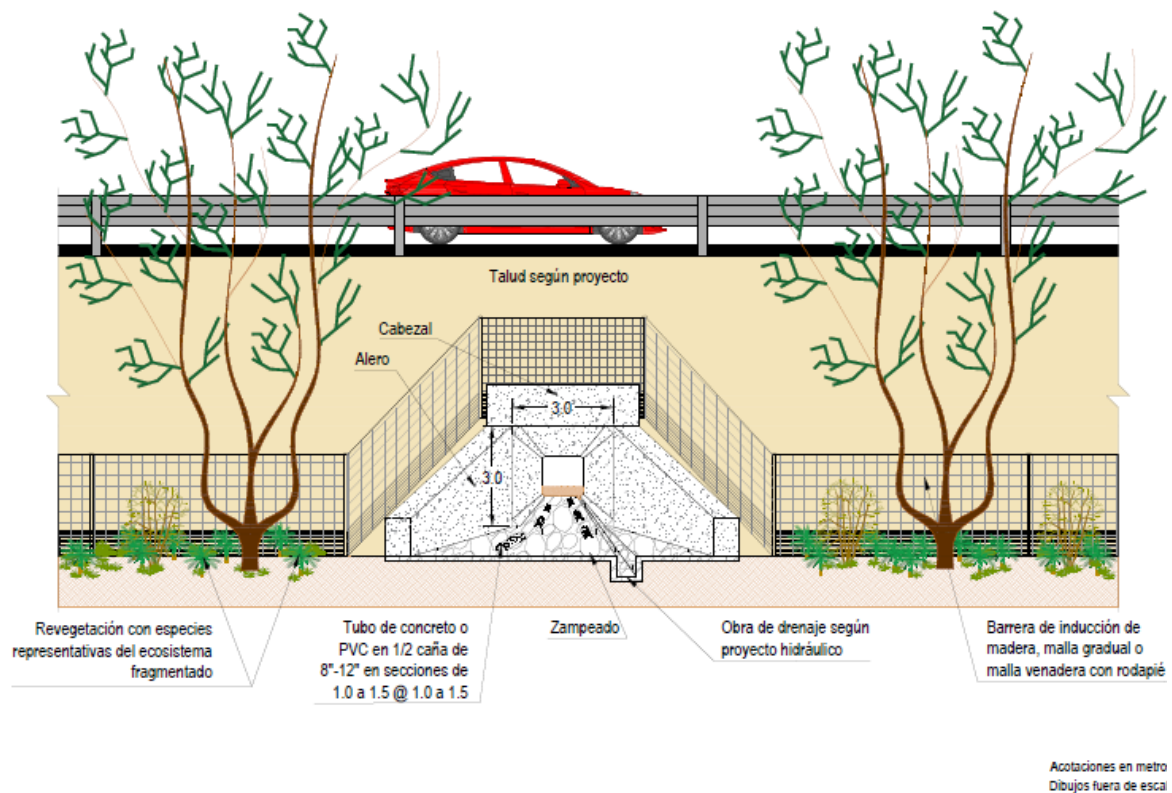 Talud según proyecto
Cabezal
Alero
3.0
3.0
Revegetación con especies
representativas del ecosistema
fragmentado
Tubo de concreto o
PVC en 1/2 caña de
8"-12" en secciones de
1.0 a 1.5 @ 1.0 a 1.5
Zampeado
Obra de drenaje según
proyecto hidráulico
Barrera de inducción de
madera, malla gradual o
malla venadera con rodapié
Acotaciones en metro
Dibujos fuera de esca